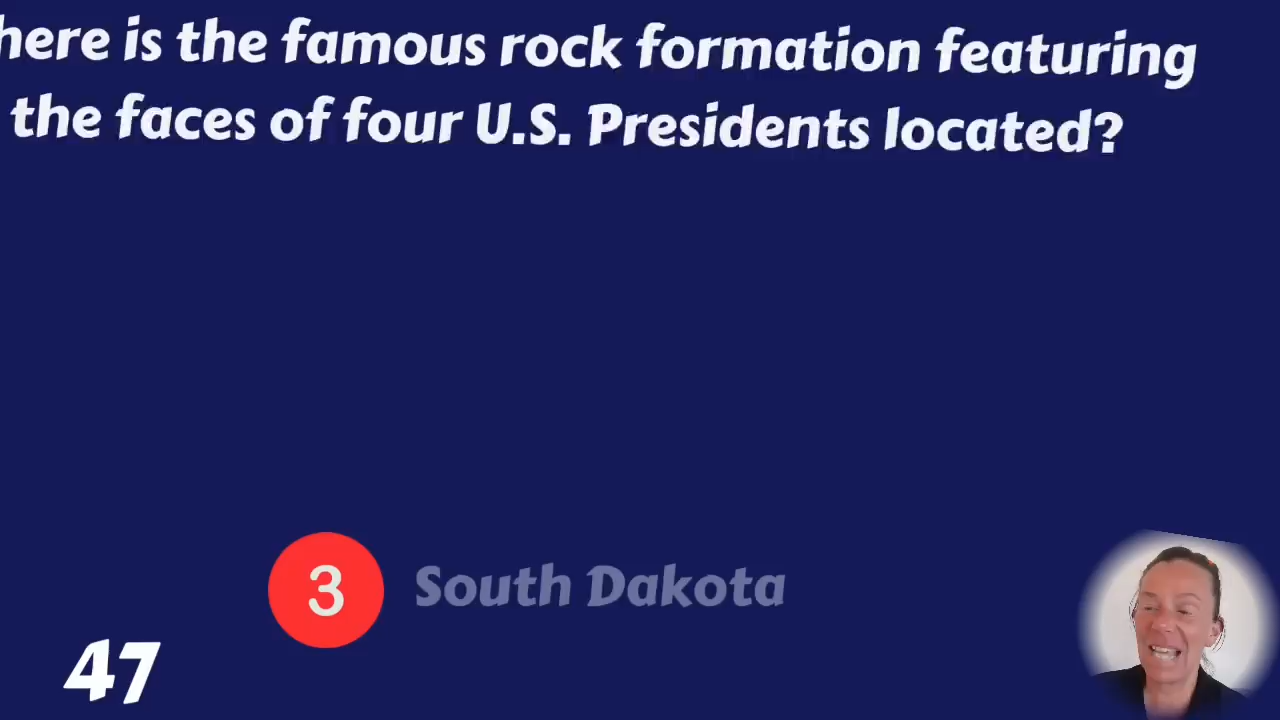 here is the famous rock formation featuring
the faces of four U.S. Presidents located?
3 South Dakota
47